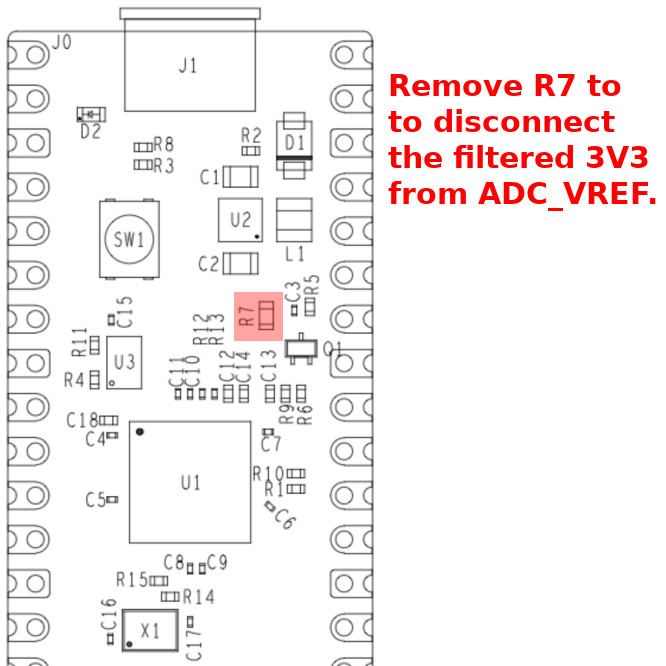 J0
J1
Remove R7 to
to disconnect
the filtered 3V3
from ADC_VREF.
D2
R8
R3
R2
D1
C1
U2
SW1
L1
C2
C3
R5
C15
R12
R13
R7
Q1
R11
U3
R4
C11
C10
C12
C14
C13
R9
R6
C18
C4
C7
U1
R10
R1
C5
C6
C8
C9
R15
R14
C16
X1
C17